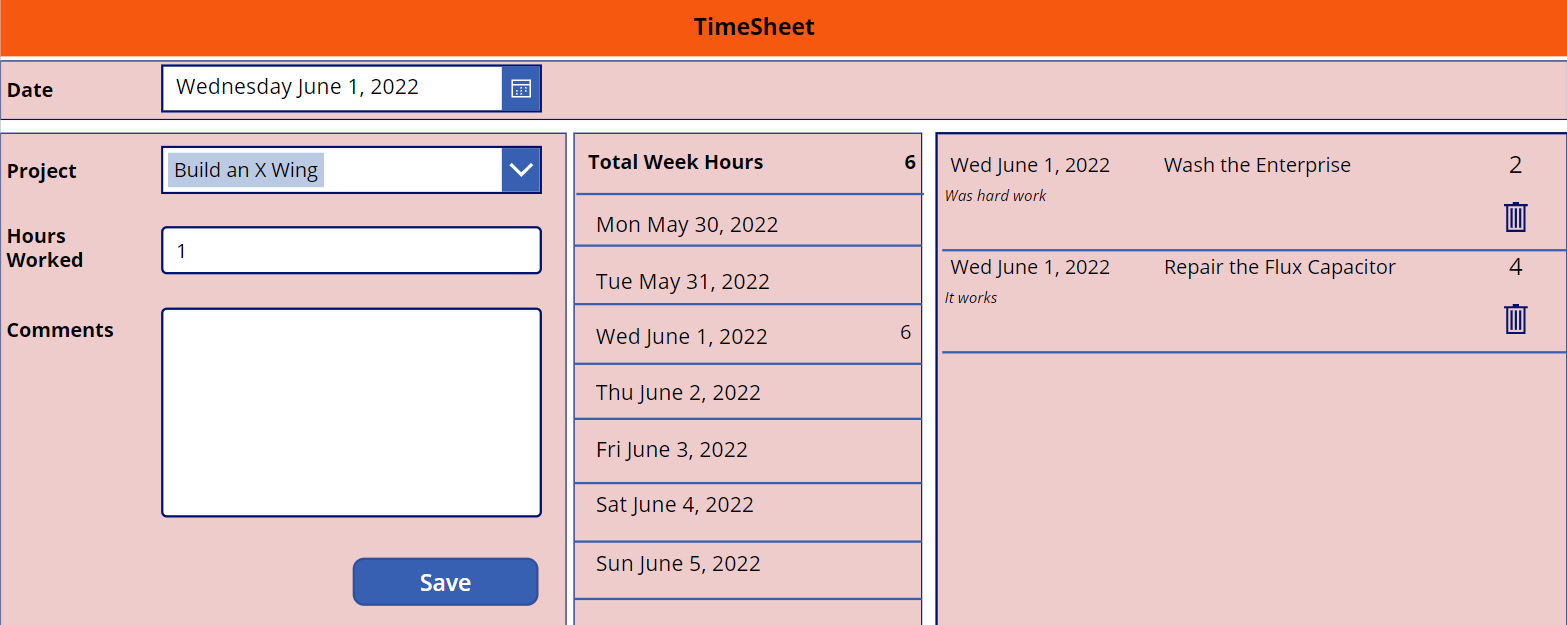 TimeSheet
Date
Wednesday June 1, 2022
Project
Build an X Wing
Hours
Worked
1
Comments
Save
Total Week Hours 6
Mon May 30, 2022
Tue May 31, 2022
Wed June 1, 2022 6
Thu June 2, 2022
Fri June 3, 2022
Sat June 4, 2022
Sun June 5, 2022
Wed June 1, 2022 Wash the Enterprise 2
Was hard work
Wed June 1, 2022 Repair the Flux Capacitor 4
It works